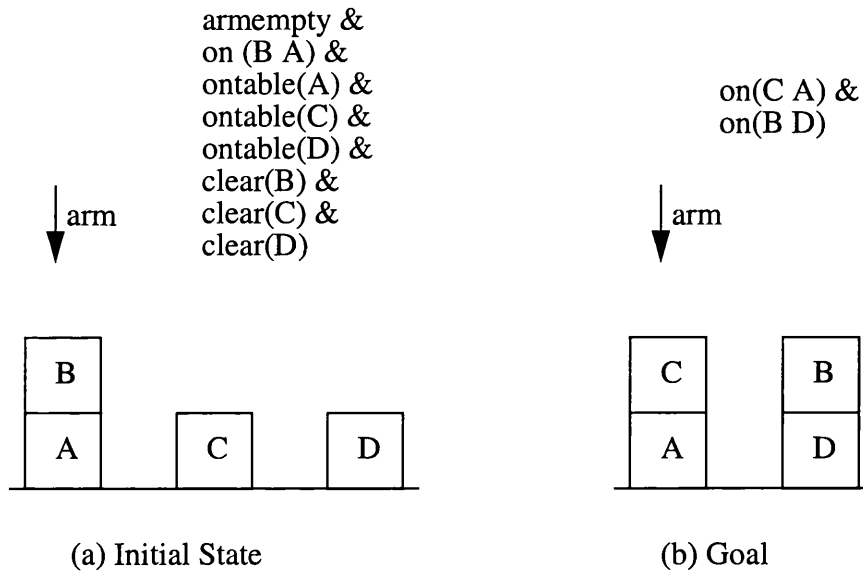 armempty &
on (B A) &
ontable(A) &
ontable(C) &
ontable(D) &
clear(B) &
clear(C) &
clear(D)
arm
B
A
C
D
(a) Initial State
on(C A) &
on(B D)
arm
C
B
A
D
(b) Goal